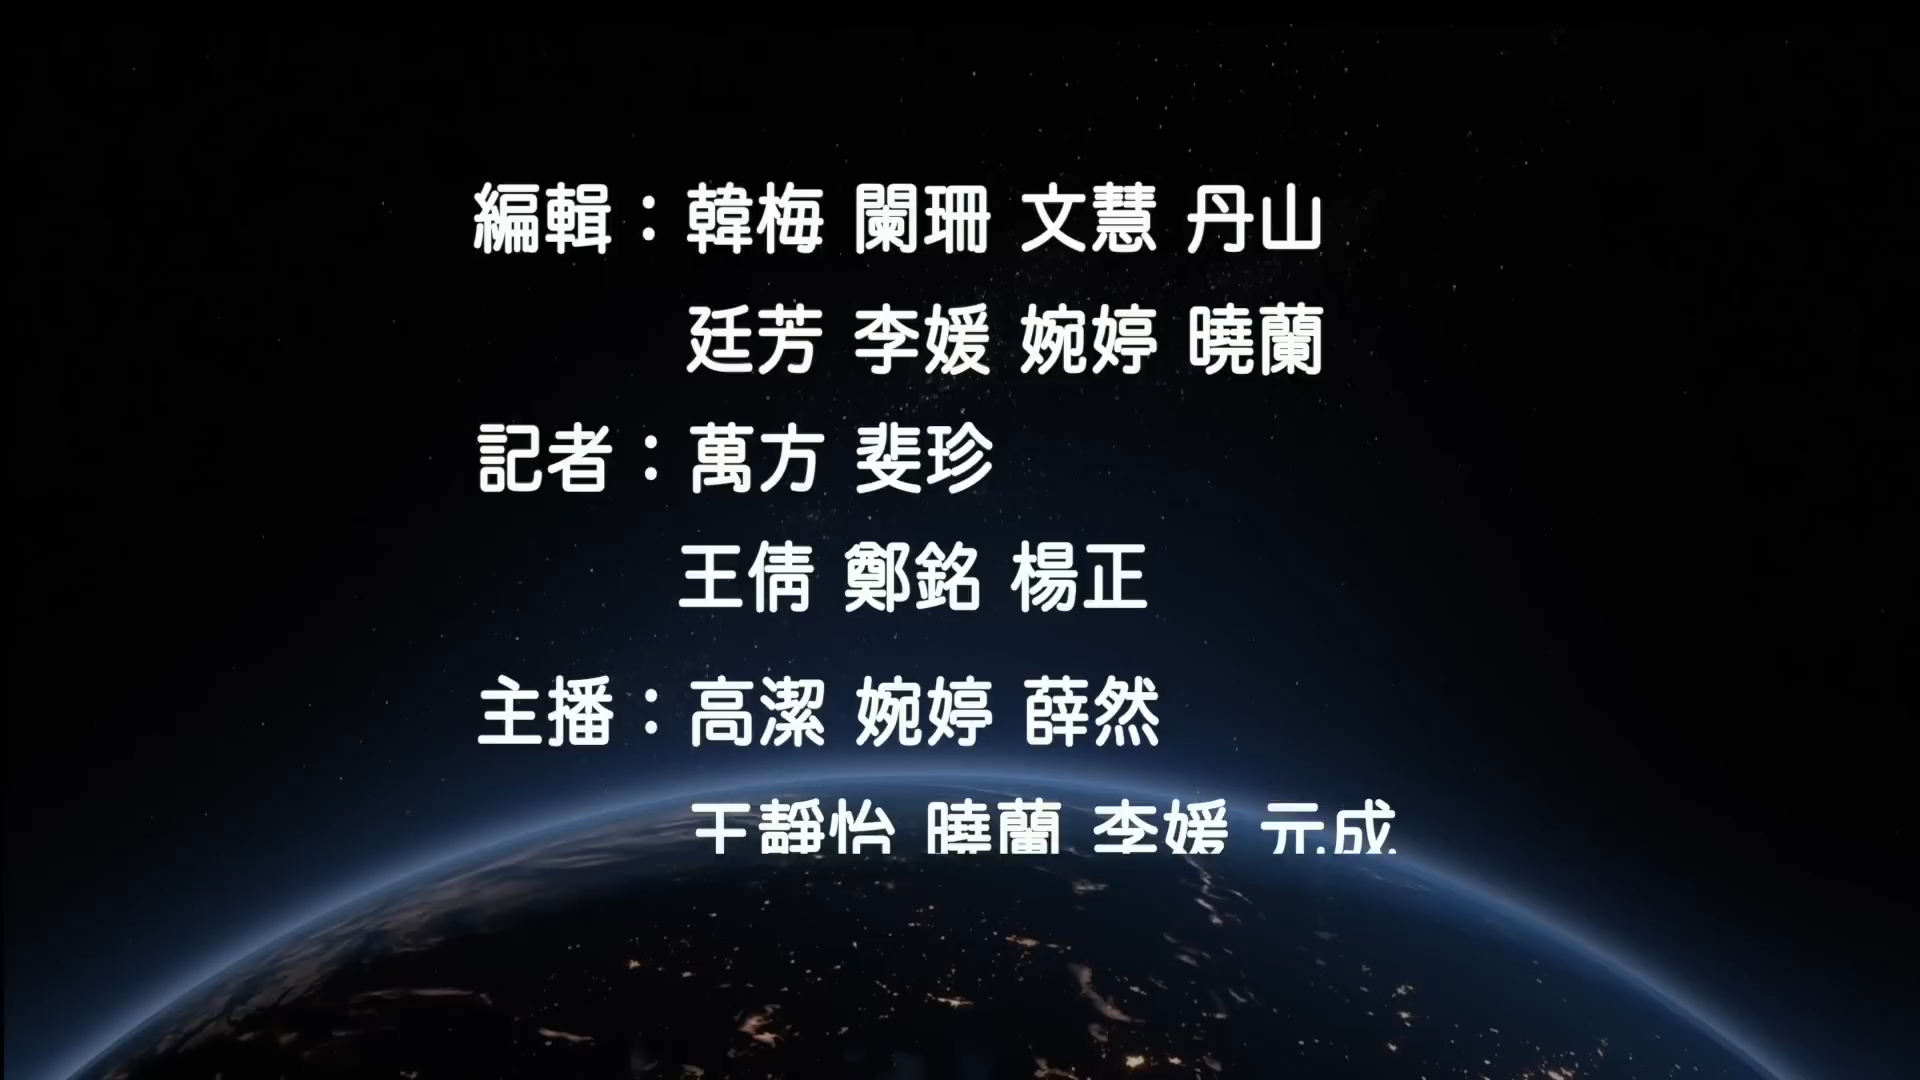 編輯：韓梅 闌珊 文慧 丹山
廷芳 李媛 婉婷 曉蘭
記者：萬方 斐珍
王倩 鄭銘 楊正
主播：高潔 婉婷 薛然
王靜怡 曉蘭 李媛 元成